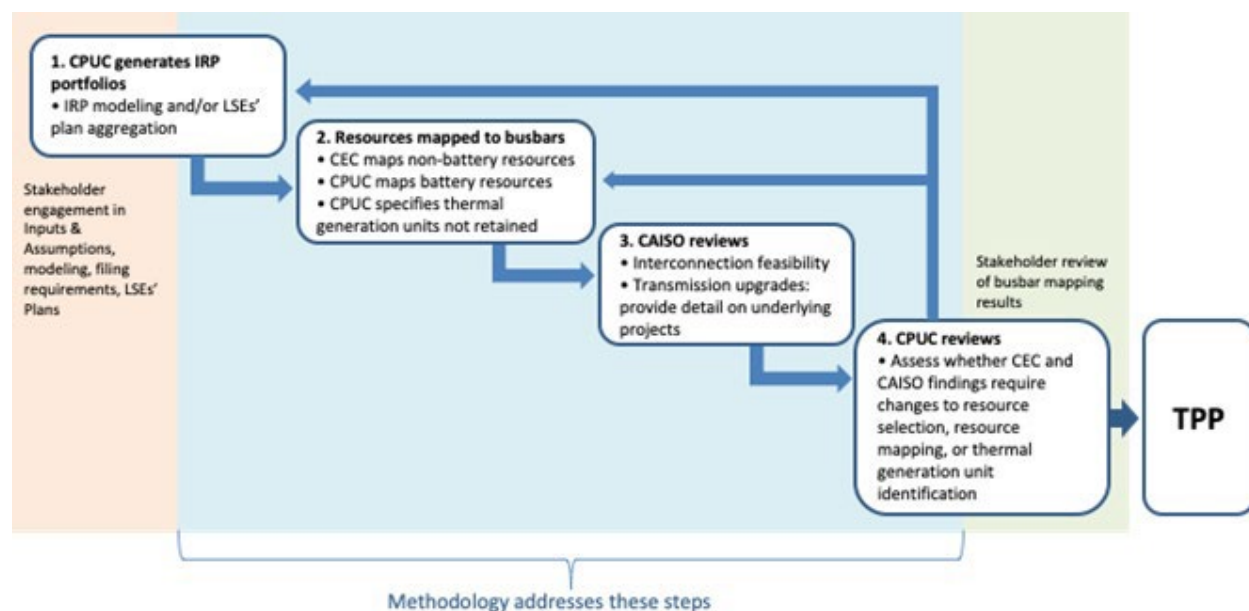 1. CPUC generates IRP
portfolios
• IRP modeling and/or LSEs’
plan aggregation
Stakeholder
engagement in
Inputs &
Assumptions,
modeling, filing
requirements, LSEs’
Plans
2. Resources mapped to busbars
• CEC maps non-battery resources
• CPUC maps battery resources
• CPUC specifies thermal
generation units not retained
3. CAISO reviews
• Interconnection feasibility
• Transmission upgrades:
provide detail on underlying
projects
Stakeholder review
of busbar mapping
results
4. CPUC reviews
• Assess whether CEC and
CAISO findings require
changes to resource
selection, resource
mapping, or thermal
generation unit
identification
TPP
Methodology addresses these steps